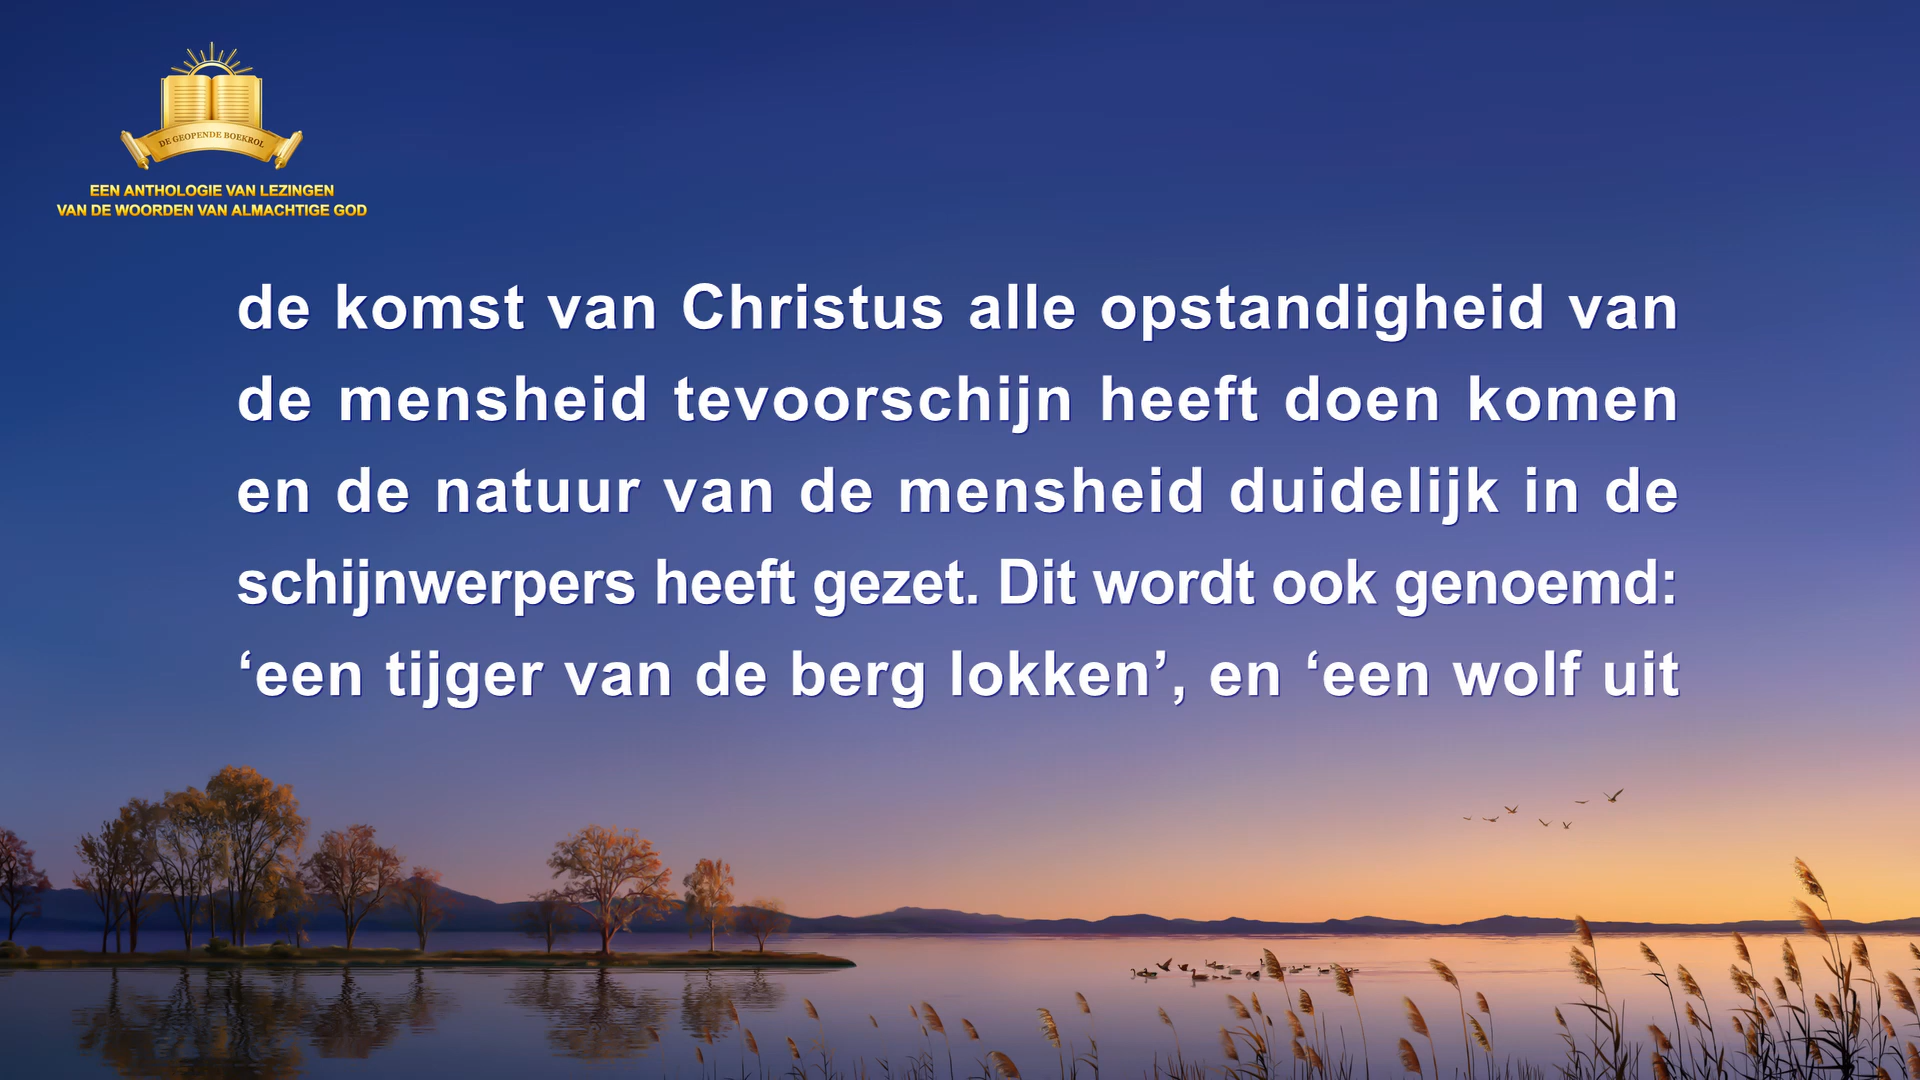 DE GEOPENDE BOEKROL
EEN ANTHOLOGIE VAN LEZINGEN
VAN DE WOORDEN VAN ALMACHTIGE GOD
de komst van Christus alle opstandigheid van
de mensheid tevoorschijn heeft doen komen
en de natuur van de mensheid duidelijk in de
schijnwerpers heeft gezet. Dit wordt ook genoemd:
‘een tijger van de berg lokken’, en ‘een wolf uit